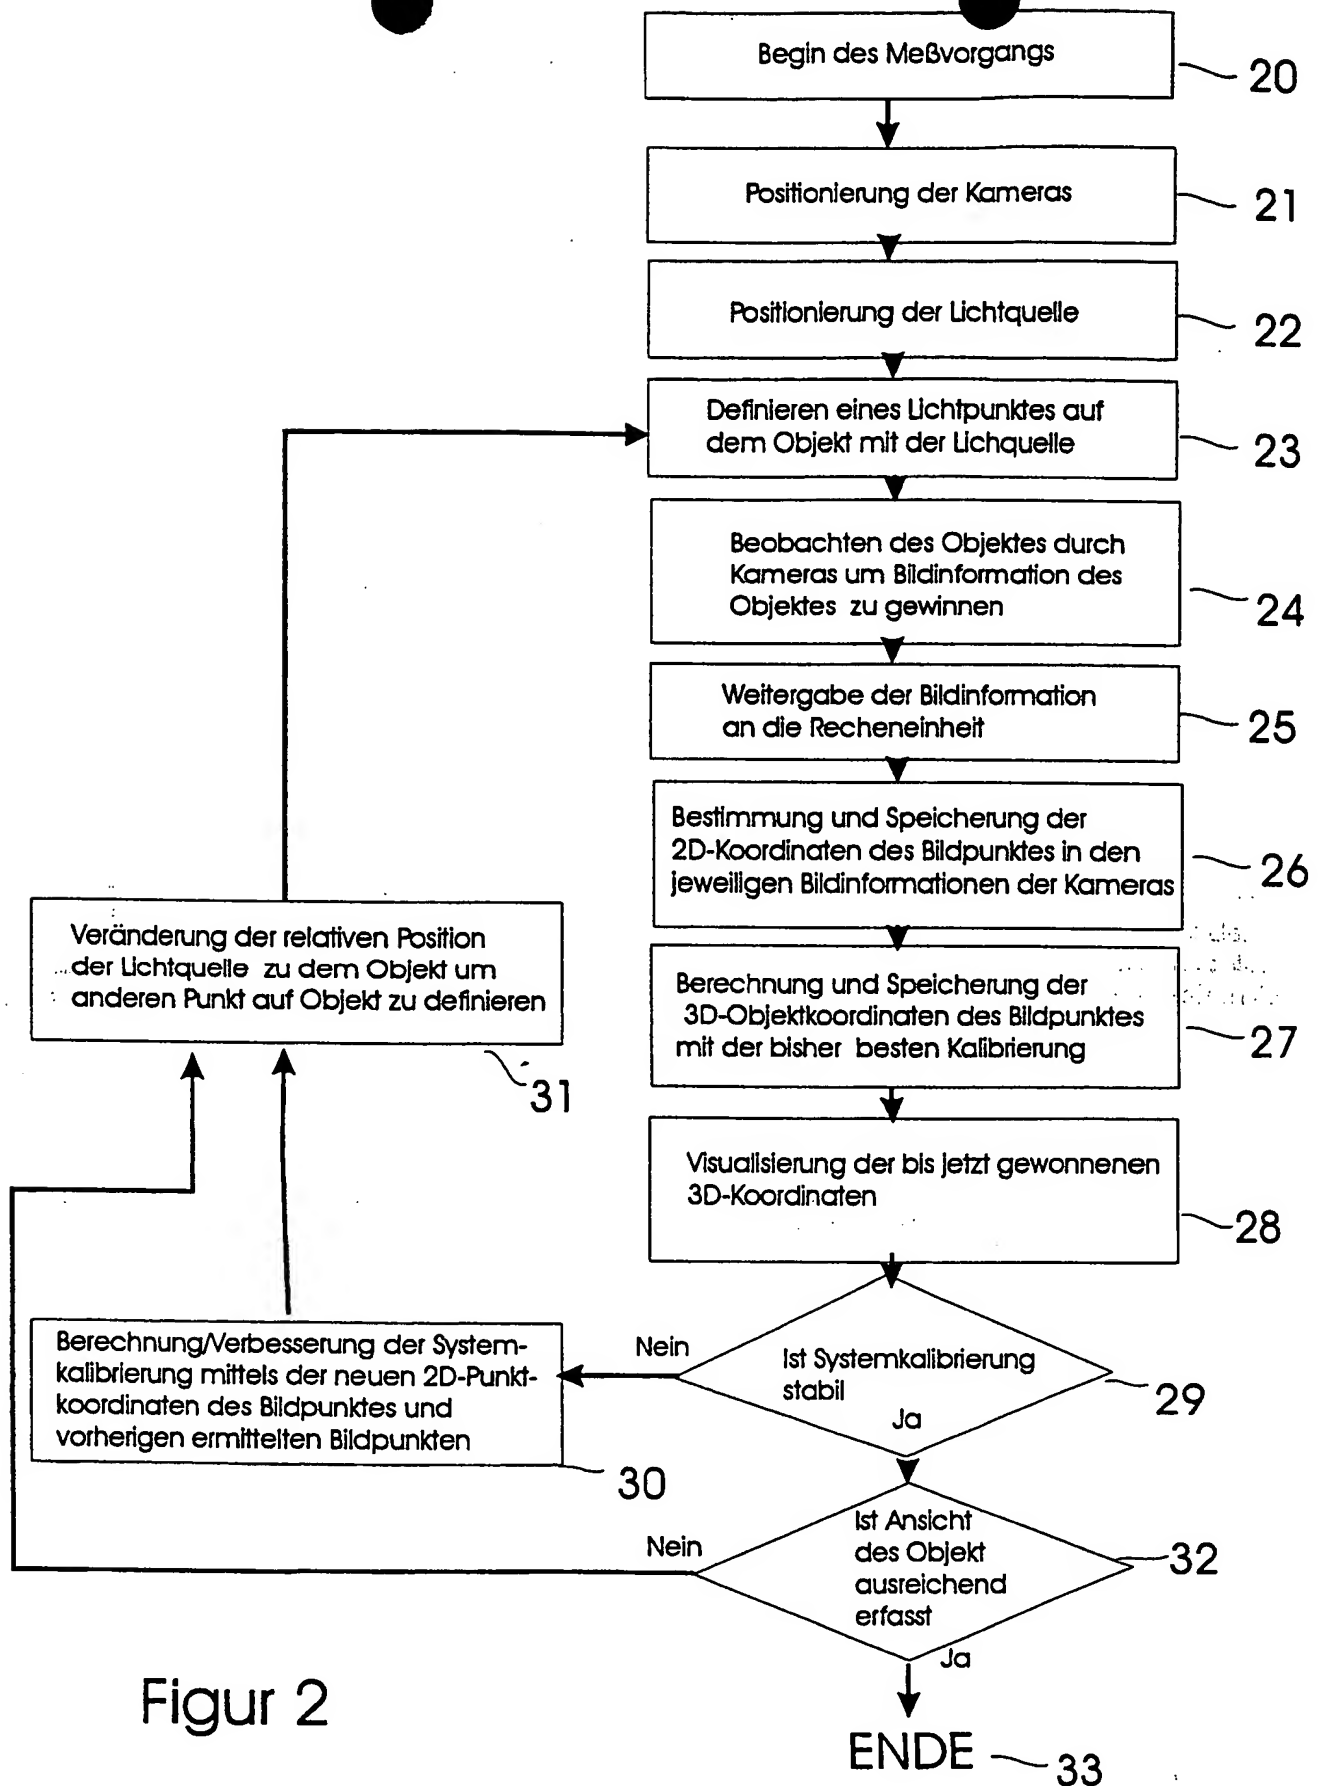 Begin des Meßvorgangs
20
Positionierung der Kameras
21
Positionierung der Lichtquelle
22
Definieren eines Lichtpunktes auf
dem Objekt mit der Lichquelle
23
Beobachten des Objektes durch
Kameras um Bildinformation des
Objektes zu gewinnen
24
Weitergabe der Bildinformation
an die Recheneinheit
25
Bestimmung und Speicherung der
2D-Koordinaten des Bildpunktes in den
jeweiligen Bildinformationen der Kameras
26
Berechnung und Speicherung der
3D-Objektkoordinaten des Bildpunktes
mit der bisher besten Kalibrierung
27
Visualisierung der bis jetzt gewonnenen
3D-Koordinaten
28
Ist Systemkalibrierung
stabil
29
Nein
Ja
Berechnung/Verbesserung der System-
kalibrierung mittels der neuen 2D-Punkt-
koordinaten des Bildpunktes und
vorherigen ermittelten Bildpunkten
30
Veränderung der relativen Position
der Lichtquelle zu dem Objekt um
anderen Punkt auf Objekt zu definieren
31
Ist Ansicht
des Objekt
ausreichend
erfasst
32
Nein
Ja
ENDE
33
Figur 2